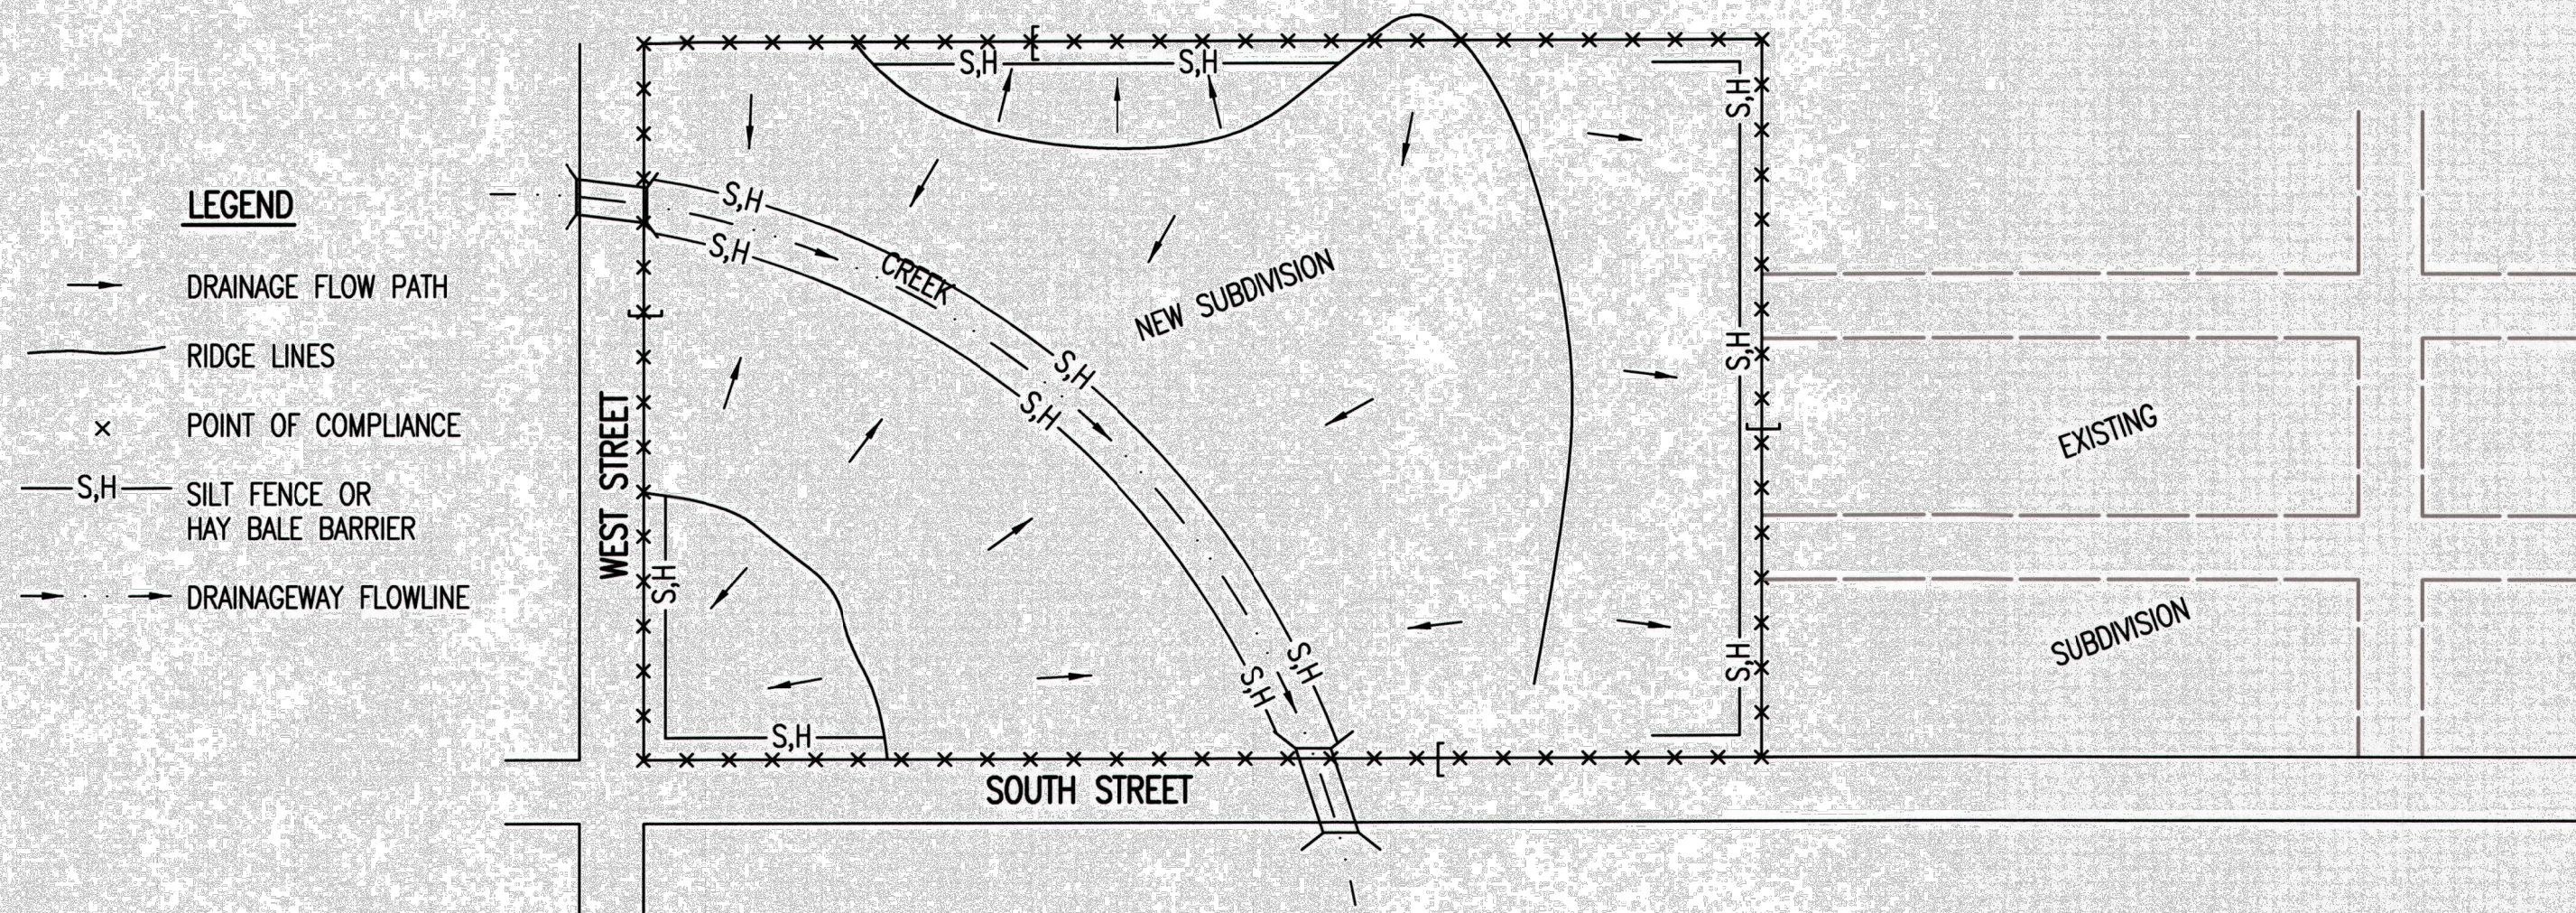 LEGEND
DRAINAGE FLOW PATH
RIDGE LINES
POINT OF COMPLIANCE
S,H
SILT FENCE OR
HAY BALE BARRIER
DRAINAGEWAY FLOWLINE
S,H
S,H
S,H
S,H
S,H
CREEK
NEW SUBDIVISION
S,H
S,H
S,H
WEST STREET
EXISTING
S,H
SUBDIVISION
S,H
S,H
S,H
S,H
SOUTH STREET